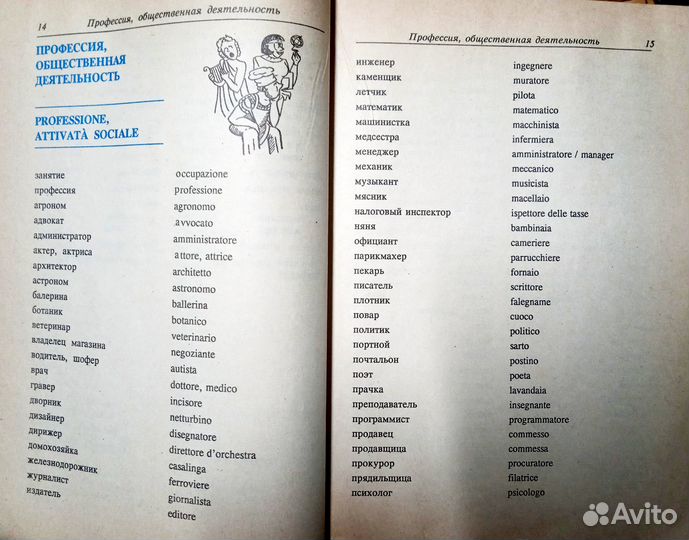 14 Профессия, общественная деятельность
ПРОФЕССИЯ,
ОБЩЕСТВЕННАЯ
ДЕЯТЕЛЬНОСТЬ
PROFESSIONE,
ATTIVATÀ SOCIALE
занятие occupazione
профессия professione
агроном agronomo
адвокат avvocato
администратор amministratore
актер, актриса attore, attrice
архитектор architetto
астроном astronomo
балерина ballerina
ботаник botanico
ветеринар veterinario
владелец магазина negoziante
водитель, шофер autista
врач dottore, medico
гравер incisore
дворник netturbino
дизайнер disegnatore
дирижер direttore d'orchestra
домохозяйка casalinga
железнодорожник ferroviere
журналист giornalista
издатель editore
Профессия, общественная деятельность 15
инженер ingegnere
каменщик muratore
летчик pilota
математик matematico
машинистка macchinista
медсестра infermiera
менеджер amministratore / manager
механик meccanico
музыкант musicista
мясник macellaio
налоговый инспектор ispettore delle tasse
няня bambinaia
официант cameriere
парикмахер parrucchiere
пекарь fornaio
писатель scrittore
плотник falegname
повар cuoco
политик politico
портной sarto
почтальон postino
поэт poeta
прачка lavandaia
преподаватель insegnante
программист programmatore
продавец commesso
продавщица commessa
прокурор procuratore
прядильщица filatrice
психолог psicologo
Avito